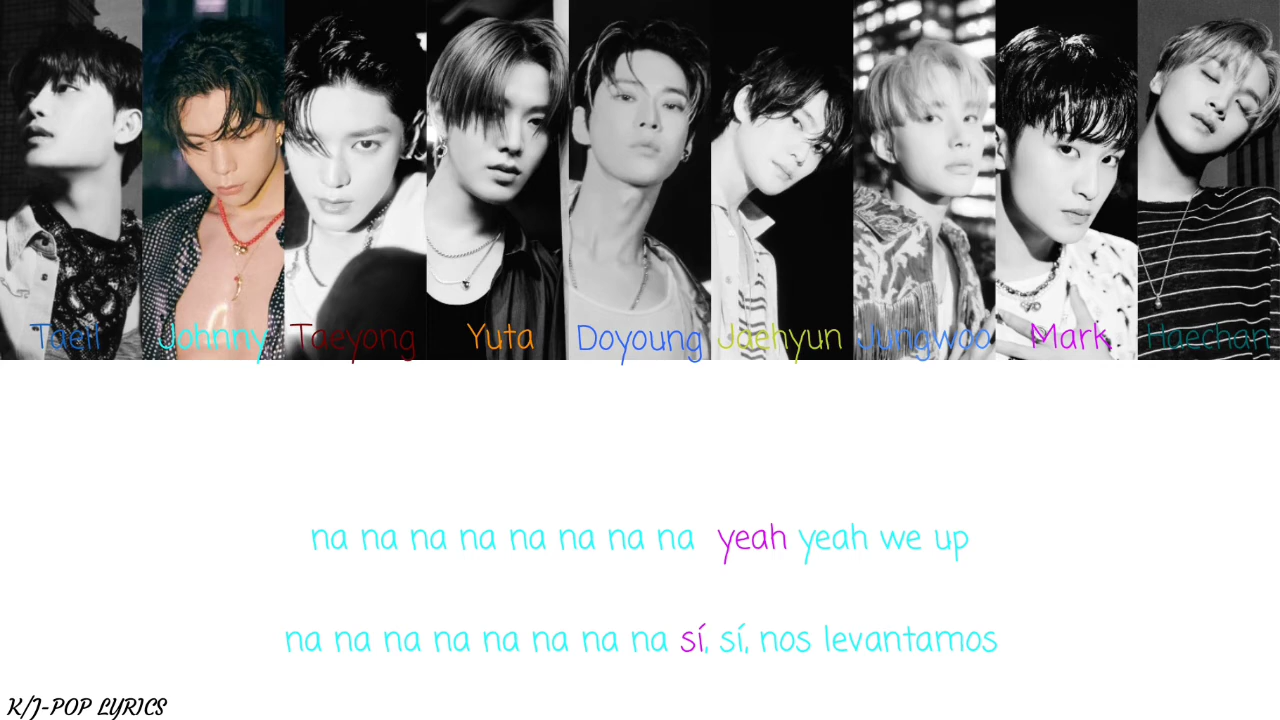 Taeil Johnny Taeyong Yuta Doyoung Jaehyun Jungwoo Mark Haechan
na na na na na na na na yeah yeah we up
na na na na na na na na sí, sí, nos levantamos
K/J-POP LYRICS